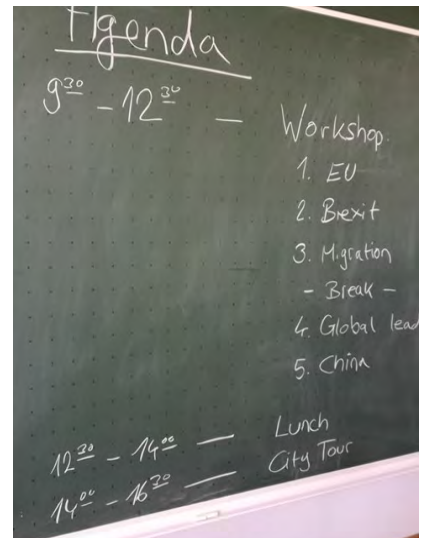 Agenda
9³⁰ – 12³⁰ — Workshop.
1. EU
2. Brexit
3. Migration
– Break –
4. Global lead
5. China
12³⁰ – 14⁰⁰ — Lunch
14⁰⁰ – 16³⁰ — City Tour